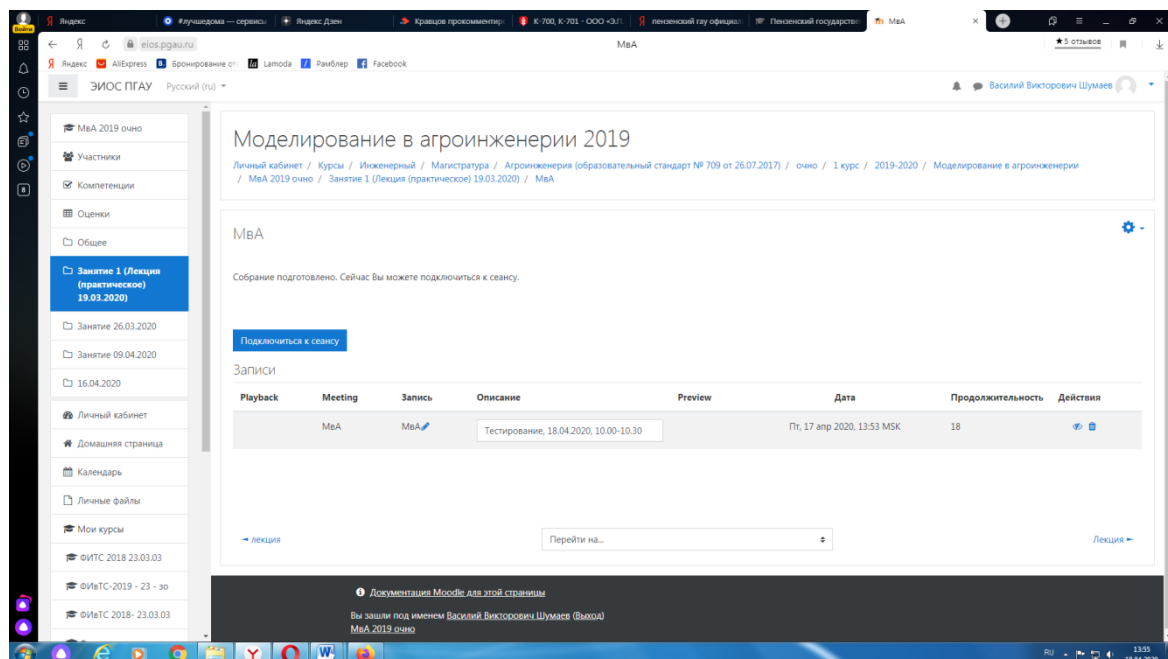 Войти
Яндекс
#лучшедома — сервисы
Яндекс Дзен
Кравцов прокомментир
К-700, К-701 - ООО «Э.П.
пензенский гау официал
Пензенский государстве
МвА
eios.pgau.ru
МвА
★5 отзывов
Яндекс
AliExpress
Бронирование от
Lamoda
Рамблер
Facebook
ЭИОС ПГАУ
Русский (ru)
Василий Викторович Шумаев
МвА 2019 очно
Участники
Компетенции
Оценки
Общее
Занятие 1 (Лекция
(практическое)
19.03.2020)
Занятие 26.03.2020
Занятие 09.04.2020
16.04.2020
Личный кабинет
Домашняя страница
Календарь
Личные файлы
Мои курсы
ФИТС 2018 23.03.03
ФИвТС-2019 - 23 - зо
ФИвТС 2018- 23.03.03
Моделирование в агроинженерии 2019
Личный кабинет / Курсы / Инженерный / Магистратура / Агроинженерия (образовательный стандарт № 709 от 26.07.2017) / очно / 1 курс / 2019-2020 / Моделирование в агроинженерии
/ МвА 2019 очно / Занятие 1 (Лекция (практическое) 19.03.2020) / МвА
МвА
Собрание подготовлено. Сейчас Вы можете подключиться к сеансу.
Подключиться к сеансу
Записи
Playback Meeting Запись Описание Preview Дата Продолжительность Действия
МвА МвА Тестирование, 18.04.2020, 10.00-10.30 Пт, 17 апр 2020, 13:53 MSK 18
◄ лекция
Перейти на...
Лекция ►
Документация Moodle для этой страницы
Вы зашли под именем Василий Викторович Шумаев (Выход)
МвА 2019 очно
RU
13:55